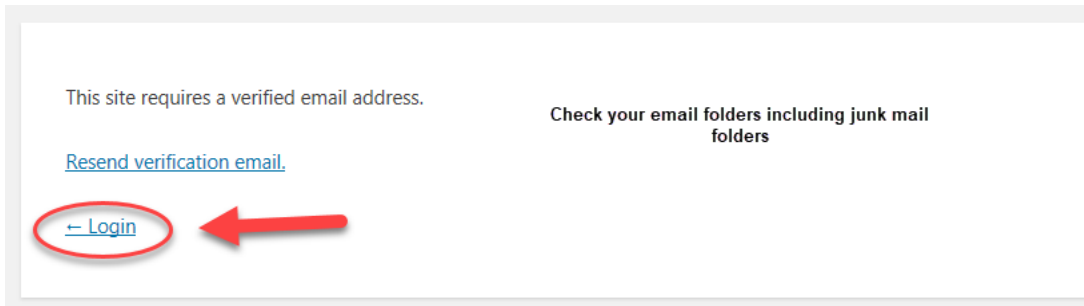 This site requires a verified email address.
Check your email folders including junk mail
folders
Resend verification email.
← Login